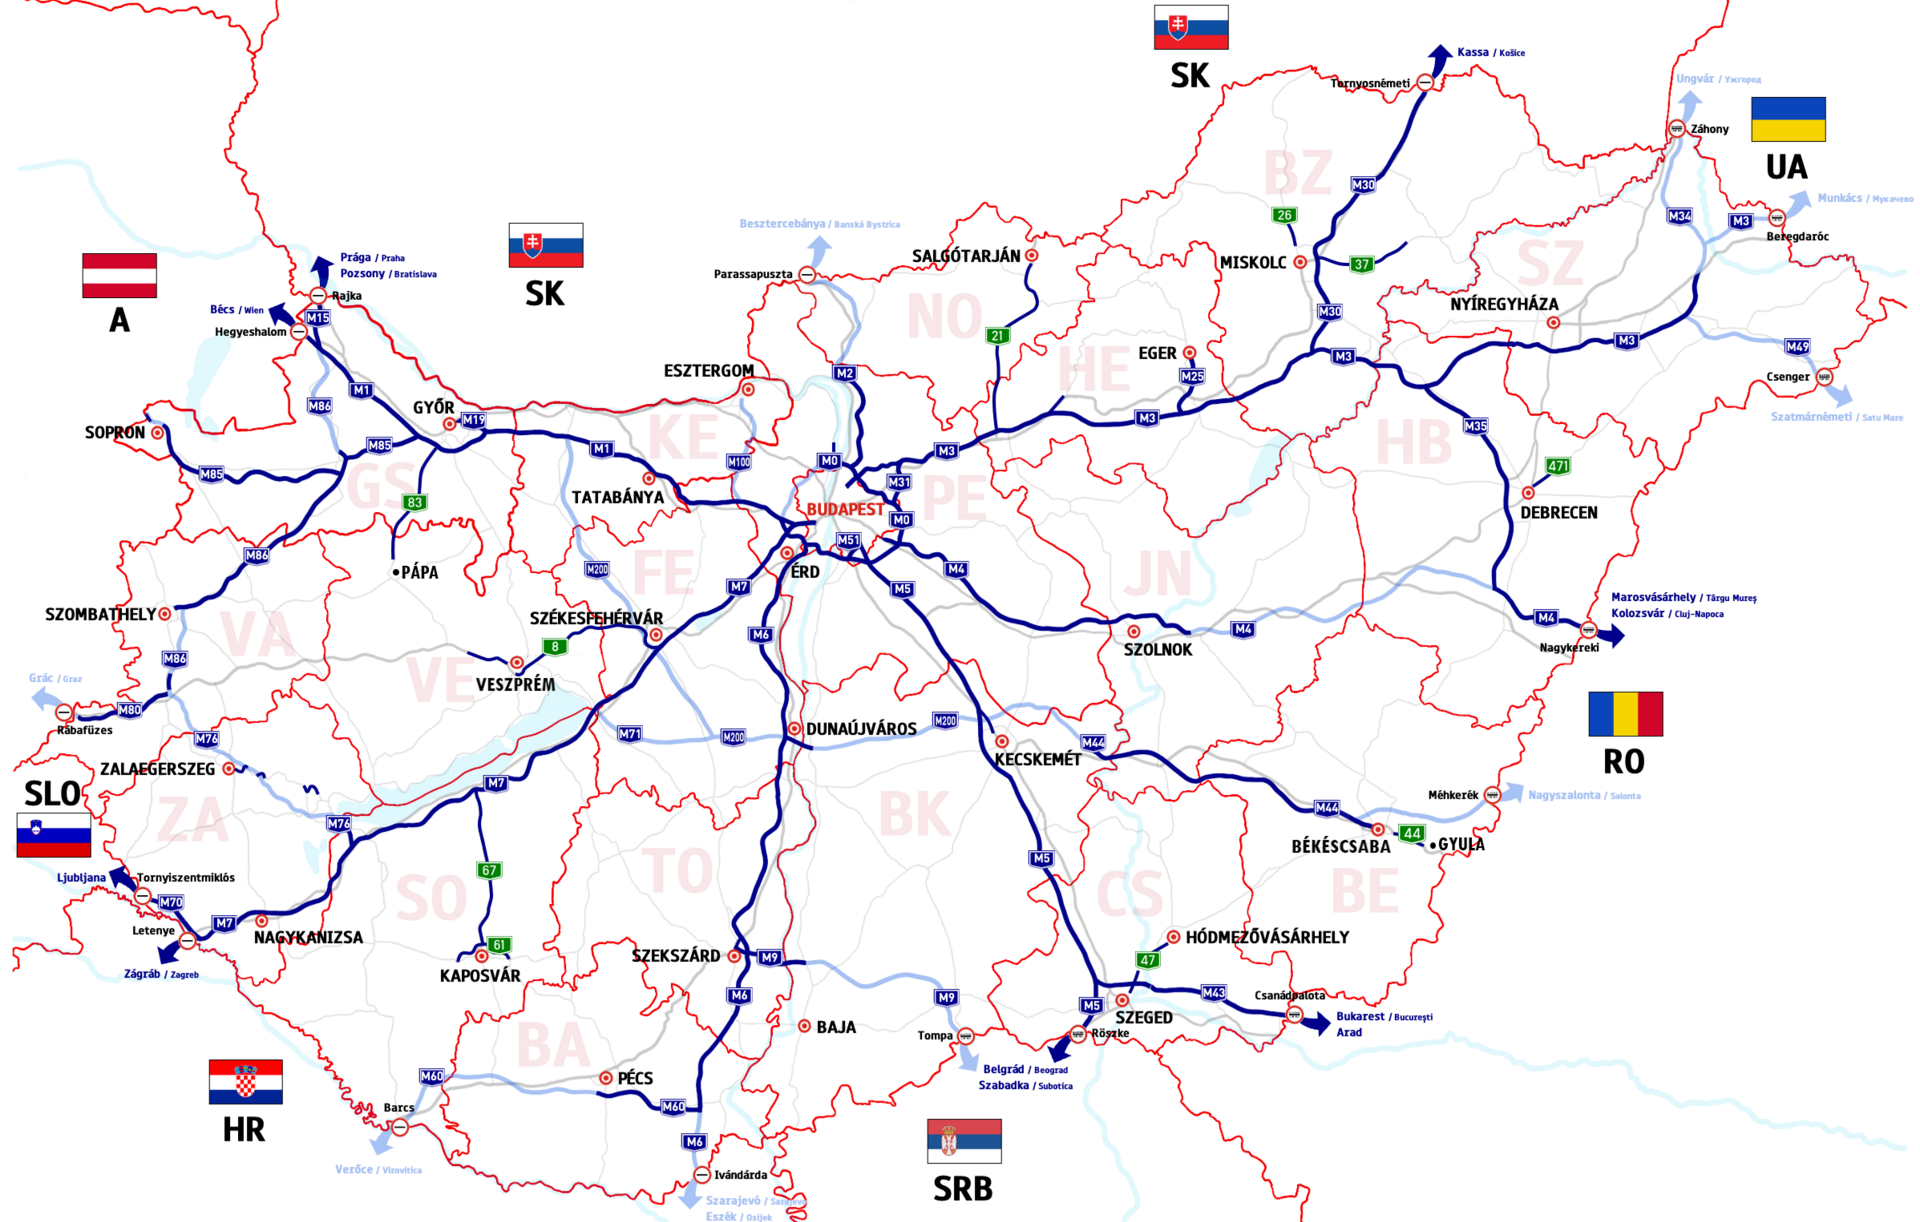 SK
Kassa / Košice
Tornyosnémeti
Ungvár / Ужгород
UA
Záhony
BZ
M30
26
M34
M3
Munkács / Мукачево
Beregdaróc
A
Prága / Praha
Pozsony / Bratislava
SK
Besztercebánya / Banská Bystrica
SALGÓTARJÁN
MISKOLC
37
SZ
Parassapuszta
Rajka
Bécs / Wien
M15
Hegyeshalom
NO
M30
NYÍREGYHÁZA
21
M3
M3
M49
EGER
HE
M25
ESZTERGOM
M2
Csenger
M1
M86
GYŐR
M19
M3
Szatmárnémeti / Satu Mare
SOPRON
M85
M1
KE
M100
M0
M3
M35
HB
M85
GS
TATABÁNYA
M31
PE
471
83
BUDAPEST
M0
DEBRECEN
M86
M51
PÁPA
M200
FE
ÉRD
M4
JN
M7
M5
SZOMBATHELY
VA
SZÉKESFEHÉRVÁR
M6
M4
M4
Marosvásárhely / Târgu Mureș
Kolozsvár / Cluj-Napoca
Nagykereki
8
M86
VE
VESZPRÉM
SZOLNOK
Grác / Graz
M80
Rábafüzes
M76
M71
M200
DUNAÚJVÁROS
M200
KECSKEMÉT
M44
RO
ZALAEGERSZEG
SLO
M7
ZA
M76
Méhkerék
Nagyszalonta / Salonta
M44
BÉKÉSCSABA
44
GYULA
BK
M5
Ljubljana
Tornyiszentmiklós
M70
67
SO
TO
CS
BE
Letenye
M7
NAGYKANIZSA
Zágráb / Zagreb
61
KAPOSVÁR
SZEKSZÁRD
M9
HÓDMEZŐVÁSÁRHELY
47
M6
M9
M5
M43
Csanádpalota
SZEGED
Bukarest / București
Arad
BA
BAJA
Tompa
Röszke
HR
M60
PÉCS
Belgrád / Beograd
Szabadka / Subotica
Barcs
M60
M6
Verőce / Virovitica
Ivándárda
SRB
Szarajevó / Sarajevo
Eszék / Osijek